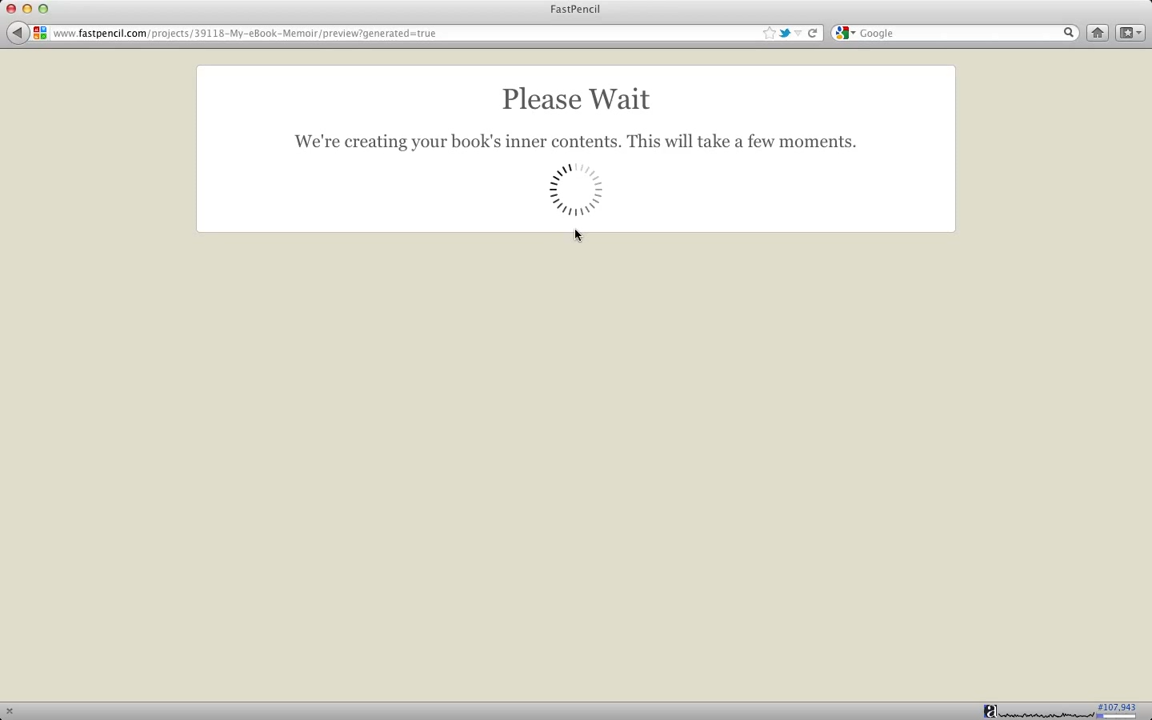 FastPencil
www.fastpencil.com/projects/39118-My-eBook-Memoir/preview?generated=true
Google
Please Wait
We're creating your book's inner contents. This will take a few moments.
a
#107,943